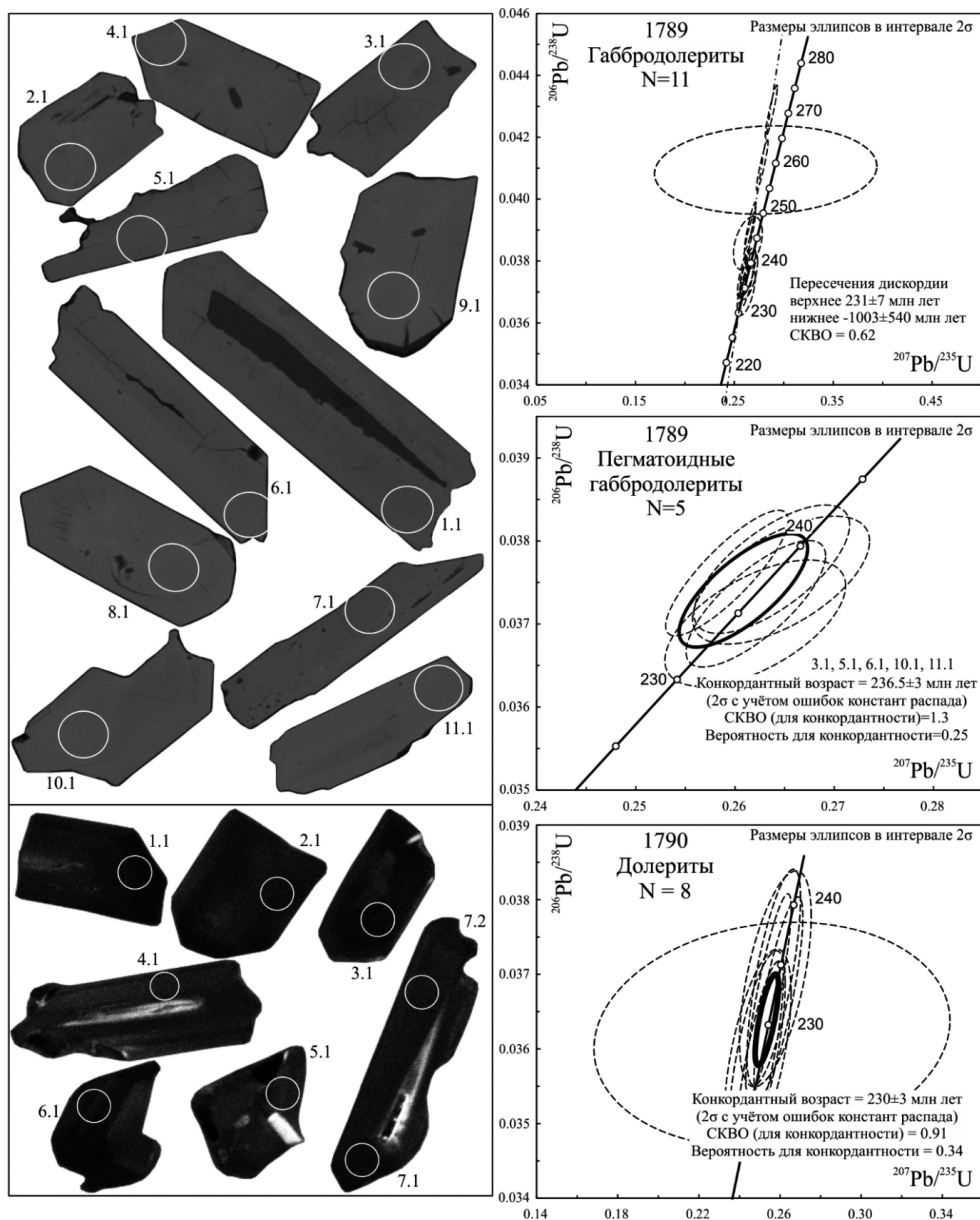 4.1
3.1
2.1
5.1
9.1
6.1
1.1
8.1
7.1
10.1
11.1
1.1
2.1
3.1
7.2
4.1
5.1
6.1
7.1
0.046
0.044
0.042
0.040
0.038
0.036
0.034
²⁰⁶Pb/²³⁸U
1789
Габбродолериты
N=11
Размеры эллипсов в интервале 2σ
280
270
260
250
240
230
220
Пересечения дискордии
верхнее 231±7 млн лет
нижнее -1003±540 млн лет
СКВО = 0.62
²⁰⁷Pb/²³⁵U
0.05 0.15 0.25 0.35 0.45
0.039
0.038
0.037
0.036
0.035
²⁰⁶Pb/²³⁸U
1789
Пегматоидные
габбродолериты
N=5
Размеры эллипсов в интервале 2σ
240
230
3.1, 5.1, 6.1, 10.1, 11.1
Конкордантный возраст = 236.5±3 млн лет
(2σ с учётом ошибок констант распада)
СКВО (для конкордантности)=1.3
Вероятность для конкордантности=0.25
²⁰⁷Pb/²³⁵U
0.24 0.25 0.26 0.27 0.28
0.039
0.038
0.037
0.036
0.035
0.034
²⁰⁶Pb/²³⁸U
1790
Долериты
N = 8
Размеры эллипсов в интервале 2σ
240
230
Конкордантный возраст = 230±3 млн лет
(2σ с учётом ошибок констант распада)
СКВО (для конкордантности) = 0.91
Вероятность для конкордантности = 0.34
²⁰⁷Pb/²³⁵U
0.14 0.18 0.22 0.26 0.30 0.34